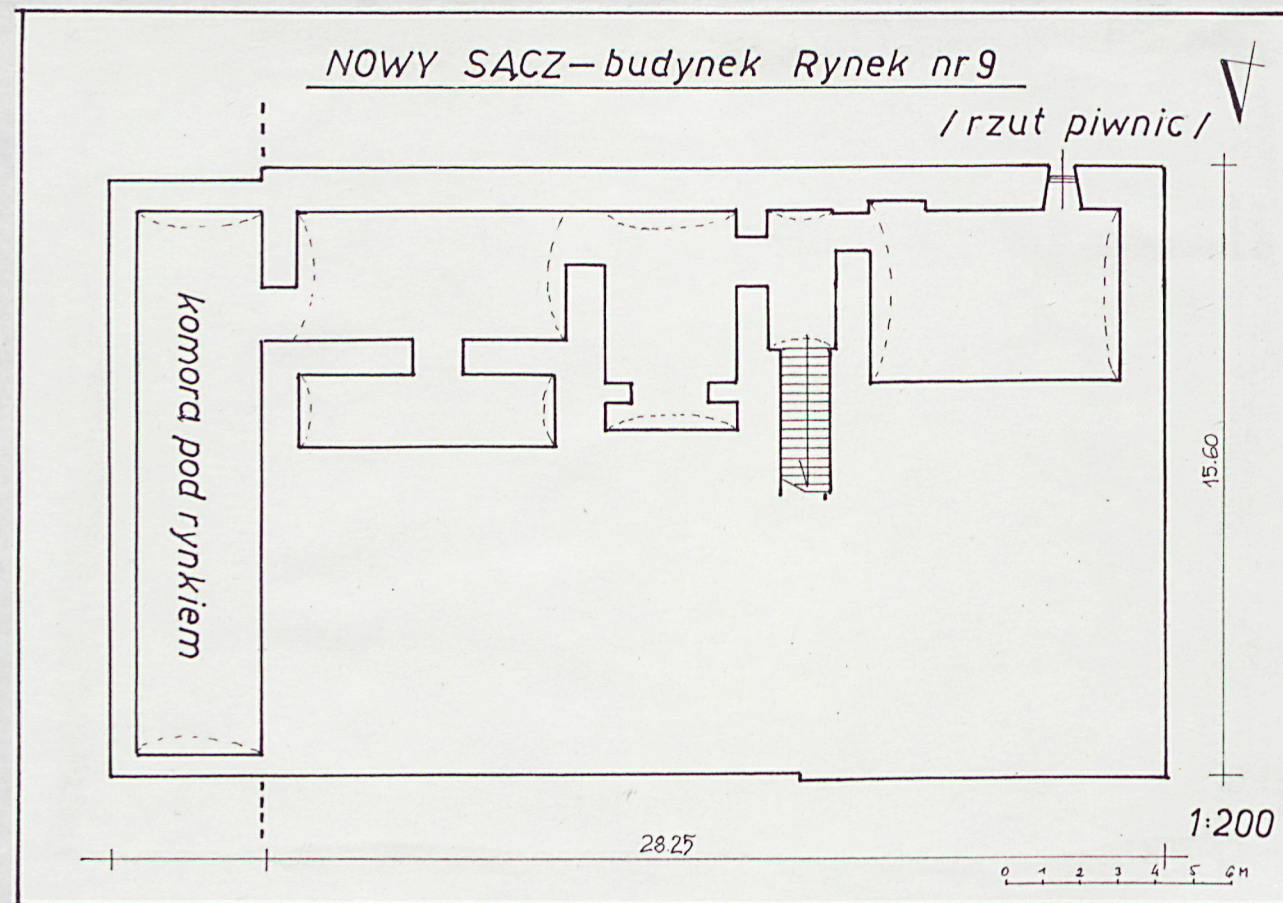 NOWY SĄCZ – budynek Rynek nr 9
/ rzut piwnic /
komora pod rynkiem
15.60
1:200
28.25
0 1 2 3 4 5 6 M